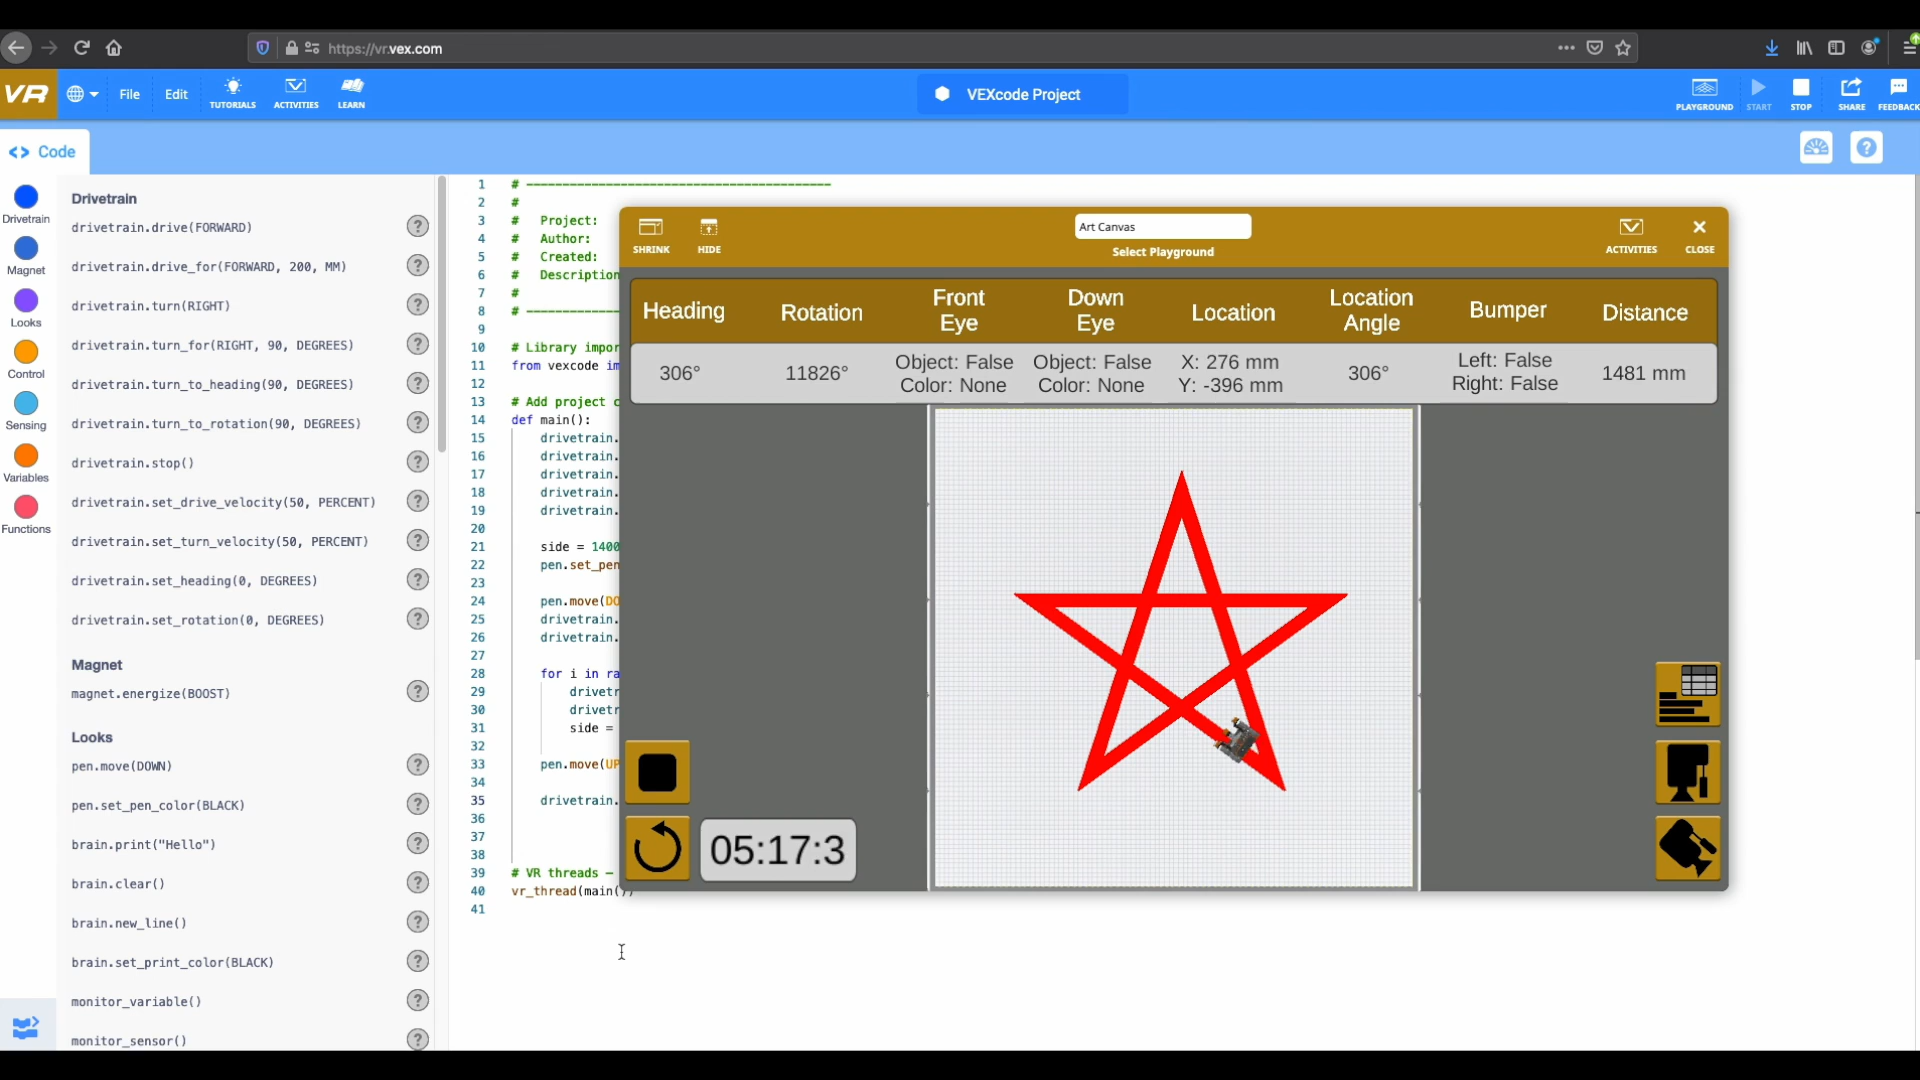 https://vr.vex.com
VR
File
Edit
TUTORIALS
ACTIVITIES
LEARN
VEXcode Project
PLAYGROUND
START
STOP
SHARE
FEEDBACK
<> Code
Drivetrain
Magnet
Looks
Control
Sensing
Variables
Functions
Drivetrain
drivetrain.drive(FORWARD)
drivetrain.drive_for(FORWARD, 200, MM)
drivetrain.turn(RIGHT)
drivetrain.turn_for(RIGHT, 90, DEGREES)
drivetrain.turn_to_heading(90, DEGREES)
drivetrain.turn_to_rotation(90, DEGREES)
drivetrain.stop()
drivetrain.set_drive_velocity(50, PERCENT)
drivetrain.set_turn_velocity(50, PERCENT)
drivetrain.set_heading(0, DEGREES)
drivetrain.set_rotation(0, DEGREES)
Magnet
magnet.energize(BOOST)
Looks
pen.move(DOWN)
pen.set_pen_color(BLACK)
brain.print("Hello")
brain.clear()
brain.new_line()
brain.set_print_color(BLACK)
monitor_variable()
monitor_sensor()
1 # ------------------------------------------
2 #
3 # Project:
4 # Author:
5 # Created:
6 # Description
7 #
8 # -------------
9
10 # Library impor
11 from vexcode im
12
13 # Add project c
14 def main():
15 drivetrain.
16 drivetrain.
17 drivetrain.
18 drivetrain.
19 drivetrain.
20
21 side = 1400
22 pen.set_pen
23
24 pen.move(DO
25 drivetrain.
26 drivetrain.
27
28 for i in ra
29 drivetr
30 drivetr
31 side =
32
33 pen.move(UP
34
35 drivetrain.
36
37
38
39 # VR threads —
40 vr_thread(main())
41
SHRINK
HIDE
Art Canvas
Select Playground
ACTIVITIES
CLOSE
Heading Rotation Front Eye Down Eye Location Location Angle Bumper Distance
306° 11826° Object: False Color: None Object: False Color: None X: 276 mm Y: -396 mm 306° Left: False Right: False 1481 mm
05:17:3